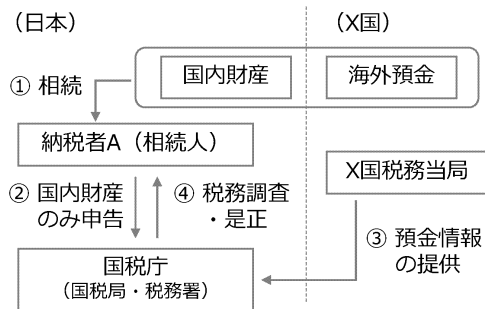 （日本）
（X国）
国内財産
海外預金
① 相続
納税者A（相続人）
X国税務当局
② 国内財産
のみ申告
④ 税務調査
・是正
③ 預金情報
の提供
国税庁
（国税局・税務署）